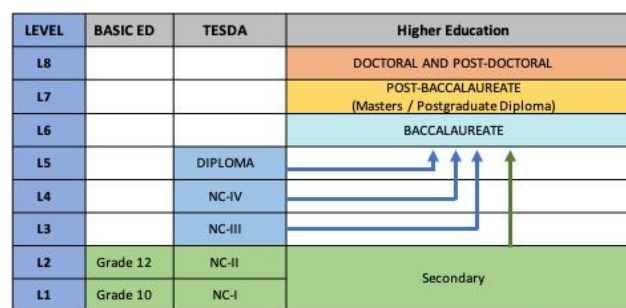 LEVEL BASIC ED TESDA Higher Education
L8 DOCTORAL AND POST-DOCTORAL
L7 POST-BACCALAUREATE
(Masters / Postgraduate Diploma)
L6 BACCALAUREATE
L5 DIPLOMA
L4 NC-IV
L3 NC-III
L2 Grade 12 NC-II
Secondary
L1 Grade 10 NC-I